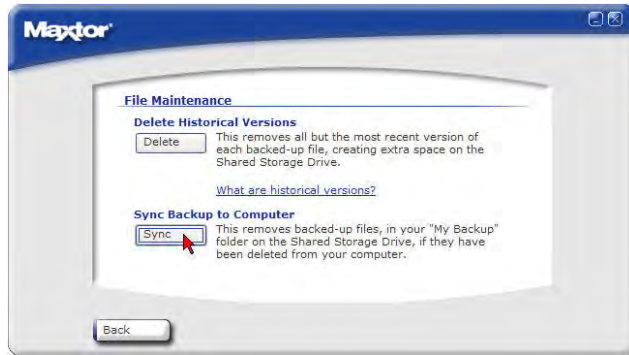 Maxtor
File Maintenance
Delete Historical Versions
Delete
This removes all but the most recent version of
each backed-up file, creating extra space on the
Shared Storage Drive.
What are historical versions?
Sync Backup to Computer
Sync
This removes backed-up files, in your "My Backup"
folder on the Shared Storage Drive, if they have
been deleted from your computer.
Back